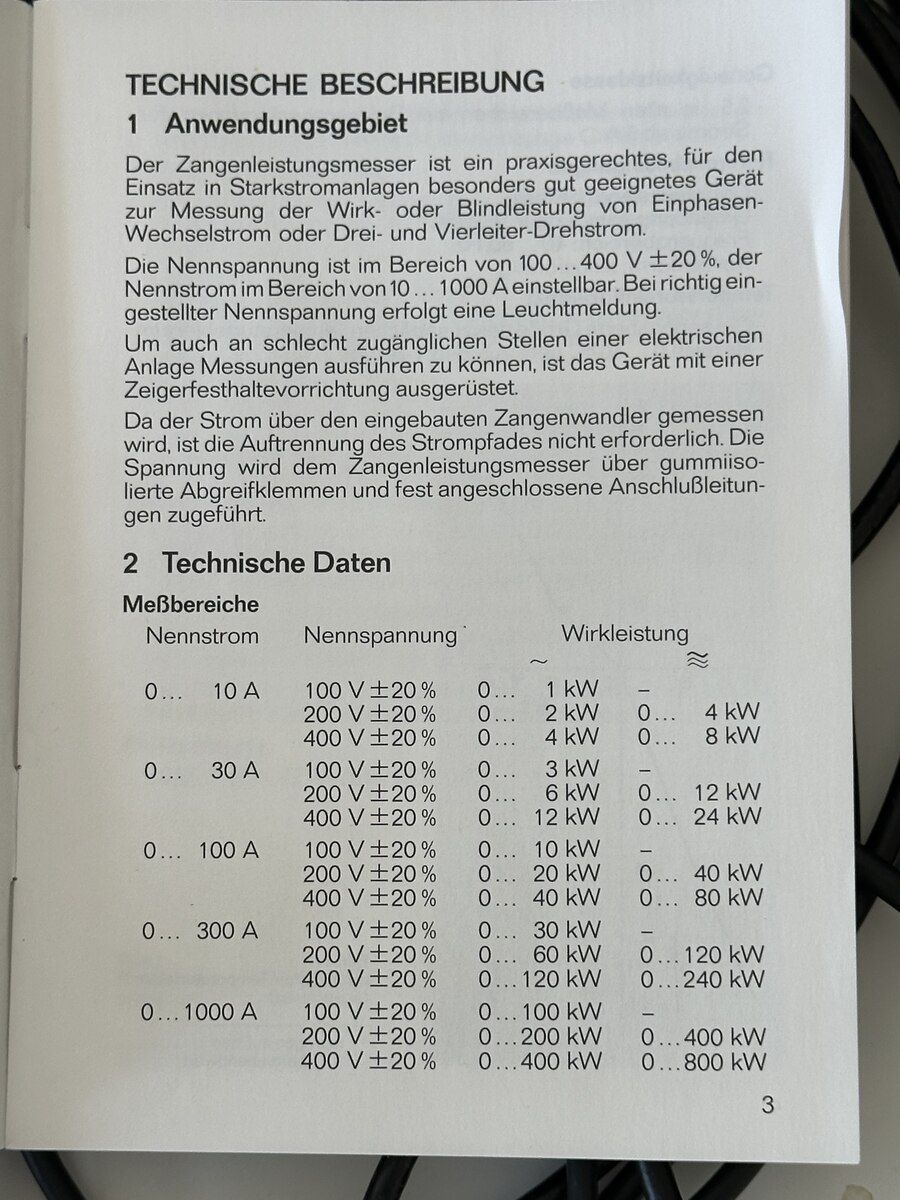 TECHNISCHE BESCHREIBUNG
1 Anwendungsgebiet
Der Zangenleistungsmesser ist ein praxisgerechtes, für den
Einsatz in Starkstromanlagen besonders gut geeignetes Gerät
zur Messung der Wirk- oder Blindleistung von Einphasen-
Wechselstrom oder Drei- und Vierleiter-Drehstrom.
Die Nennspannung ist im Bereich von 100...400 V ±20%, der
Nennstrom im Bereich von 10...1000 A einstellbar. Bei richtig ein-
gestellter Nennspannung erfolgt eine Leuchtmeldung.
Um auch an schlecht zugänglichen Stellen einer elektrischen
Anlage Messungen ausführen zu können, ist das Gerät mit einer
Zeigerfesthaltevorrichtung ausgerüstet.
Da der Strom über den eingebauten Zangenwandler gemessen
wird, ist die Auftrennung des Strompfades nicht erforderlich. Die
Spannung wird dem Zangenleistungsmesser über gummiiso-
lierte Abgreifklemmen und fest angeschlossene Anschlußleitun-
gen zugeführt.
2 Technische Daten
Meßbereiche
Nennstrom Nennspannung Wirkleistung
~ ≋
0... 10 A 100 V ±20% 0... 1 kW –
200 V ±20% 0... 2 kW 0... 4 kW
400 V ±20% 0... 4 kW 0... 8 kW
0... 30 A 100 V ±20% 0... 3 kW –
200 V ±20% 0... 6 kW 0... 12 kW
400 V ±20% 0... 12 kW 0... 24 kW
0... 100 A 100 V ±20% 0... 10 kW –
200 V ±20% 0... 20 kW 0... 40 kW
400 V ±20% 0... 40 kW 0... 80 kW
0... 300 A 100 V ±20% 0... 30 kW –
200 V ±20% 0... 60 kW 0...120 kW
400 V ±20% 0...120 kW 0...240 kW
0...1000 A 100 V ±20% 0...100 kW –
200 V ±20% 0...200 kW 0...400 kW
400 V ±20% 0...400 kW 0...800 kW
3